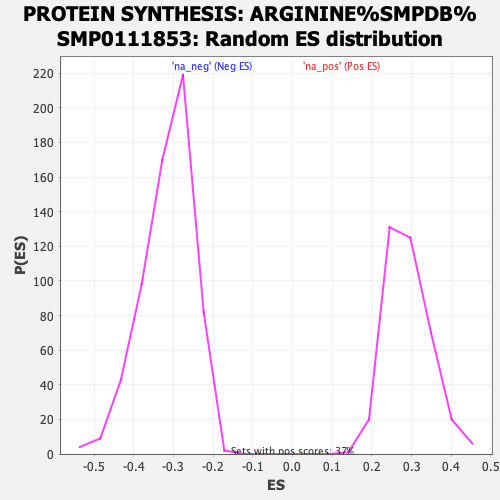 PROTEIN SYNTHESIS: ARGININE%SMPDB%
SMP0111853: Random ES distribution
'na_neg' (Neg ES) 'na_pos' (Pos ES)
220
200
180
160
140
120
100
80
60
40
20
0
P(ES)
Sets with pos scores: 37%
-0.5 -0.4 -0.3 -0.2 -0.1 0.0 0.1 0.2 0.3 0.4 0.5
ES